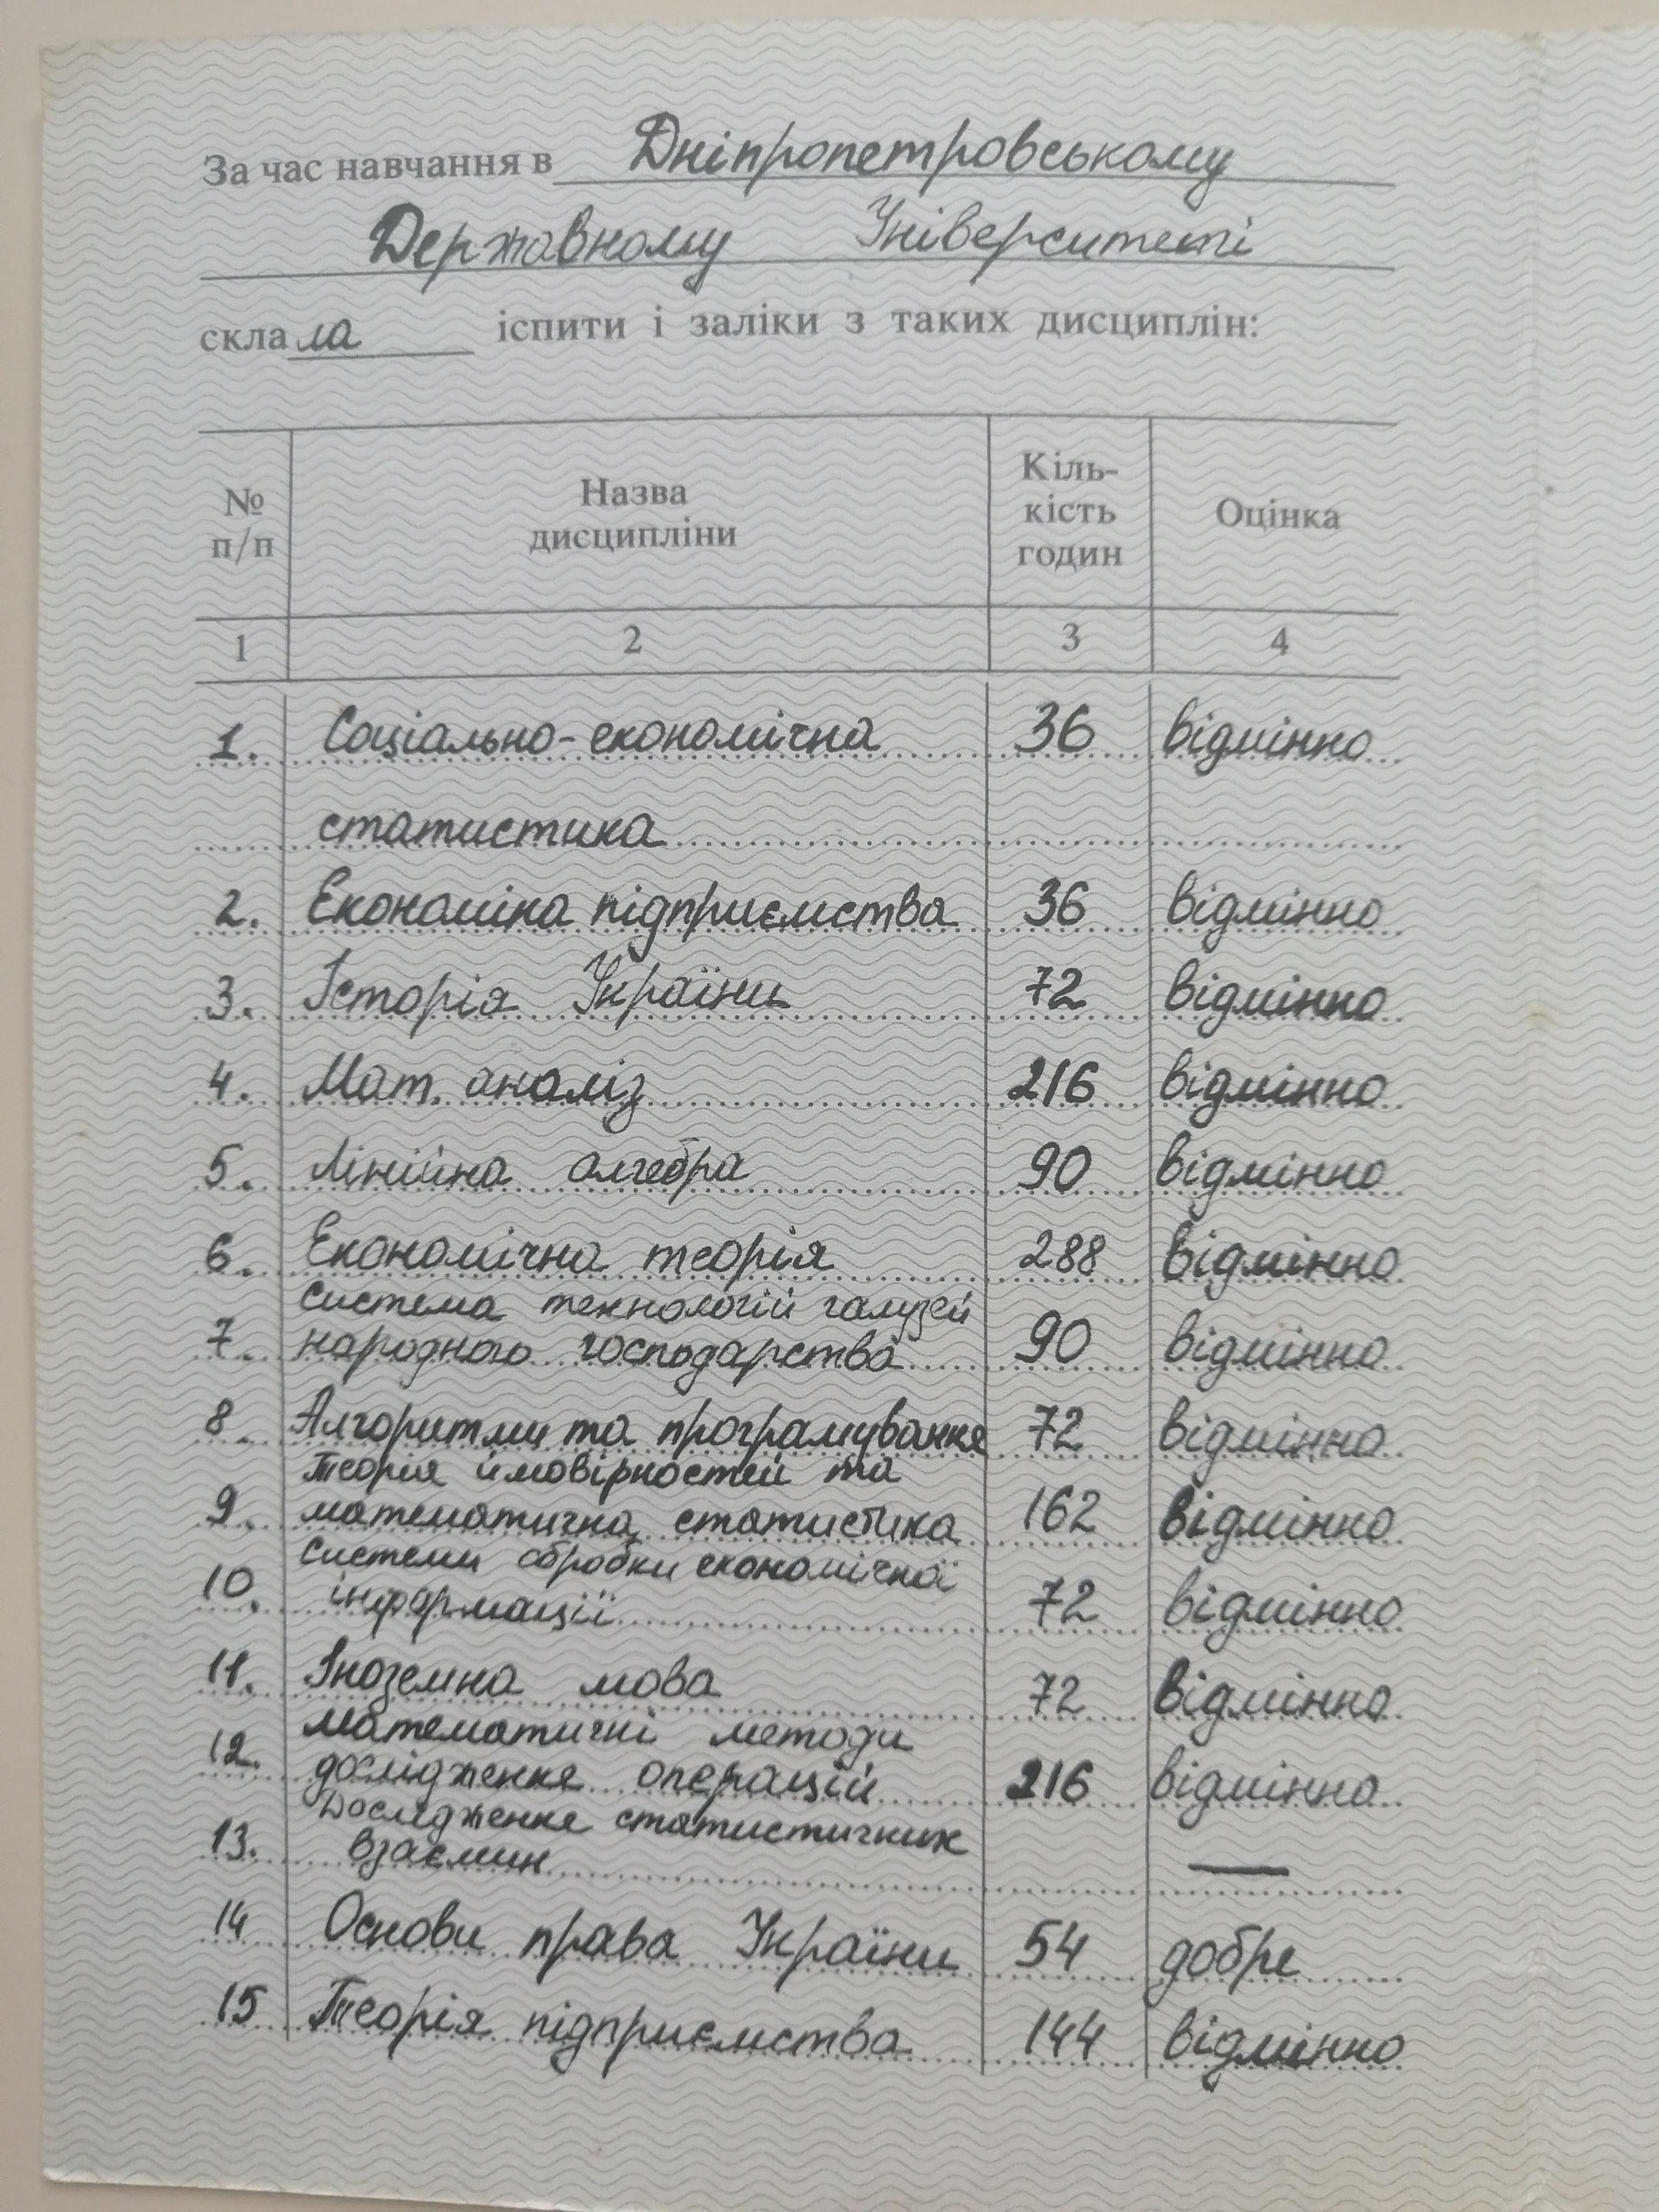 За час навчання в Дніпропетровському
Державному Університеті
склала іспити і заліки з таких дисциплін:
№ п/п Назва дисципліни Кіль-кість годин Оцінка
1 2 3 4
1. Соціально-економічна 36 відмінно
статистика
2. Економіка підприємства 36 відмінно
3. Історія України 72 відмінно
4. Мат. аналіз 216 відмінно
5. Лінійна алгебра 90 відмінно
6. Економічна теорія 288 відмінно
Система технологій галузей
7. народного господарства 90 відмінно
8. Алгоритми та програмування 72 відмінно
Теорія ймовірностей та
9. математична статистика 162 відмінно
Системи обробки економічної
10. інформації 72 відмінно
11. Іноземна мова 72 відмінно
Математичні методи
12. дослідження операцій 216 відмінно
Дослідження статистичних
13. взаємин —
14 Основи права України 54 добре
15 Теорія підприємства 144 відмінно